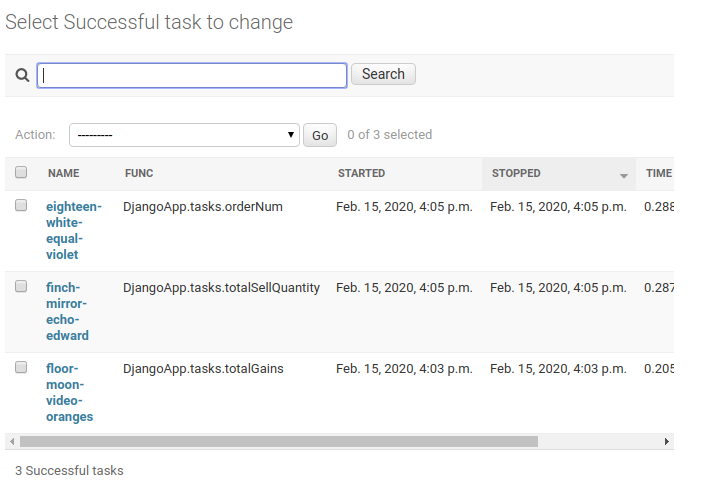 Select Successful task to change
Search
Action: --------- Go 0 of 3 selected
NAME FUNC STARTED STOPPED TIME
eighteen- DjangoApp.tasks.orderNum Feb. 15, 2020, 4:05 p.m. Feb. 15, 2020, 4:05 p.m. 0.288
white-
equal-
violet
finch- DjangoApp.tasks.totalSellQuantity Feb. 15, 2020, 4:05 p.m. Feb. 15, 2020, 4:05 p.m. 0.287
mirror-
echo-
edward
floor- DjangoApp.tasks.totalGains Feb. 15, 2020, 4:03 p.m. Feb. 15, 2020, 4:03 p.m. 0.205
moon-
video-
oranges
3 Successful tasks